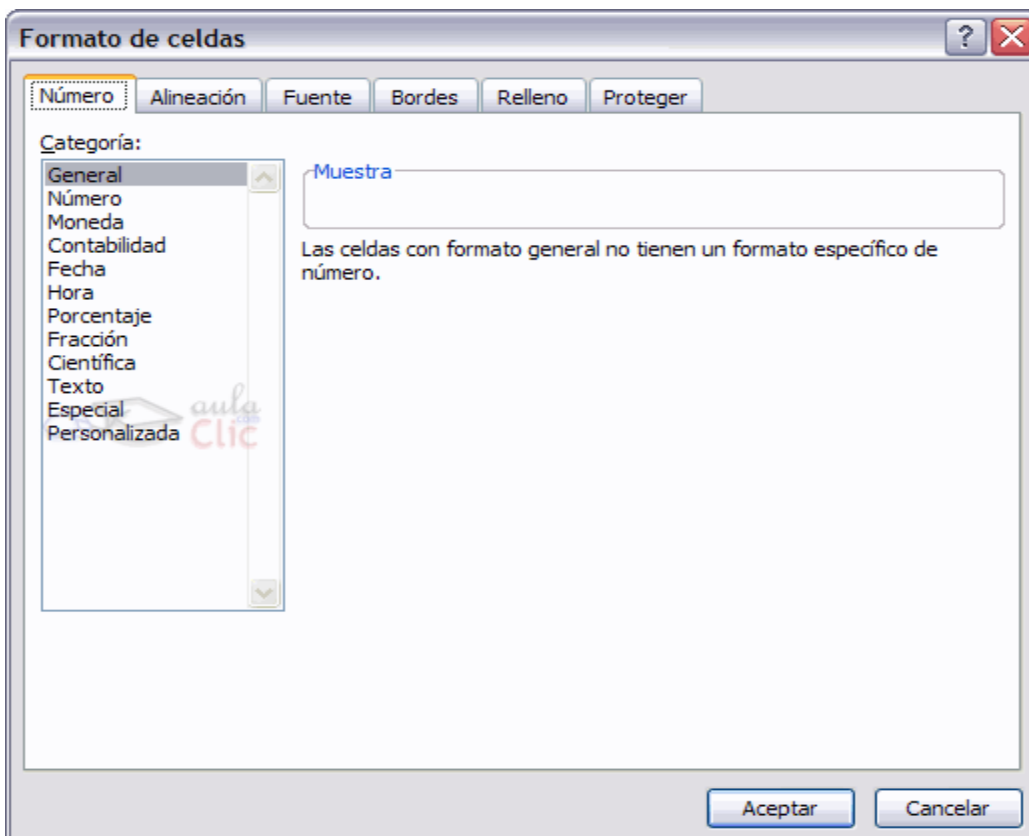 Formato de celdas
?
Número Alineación Fuente Bordes Relleno Proteger
Categoría:
General
Número
Moneda
Contabilidad
Fecha
Hora
Porcentaje
Fracción
Científica
Texto
Especial
Personalizada
aula
.com
Clic
Muestra
Las celdas con formato general no tienen un formato específico de
número.
Aceptar Cancelar